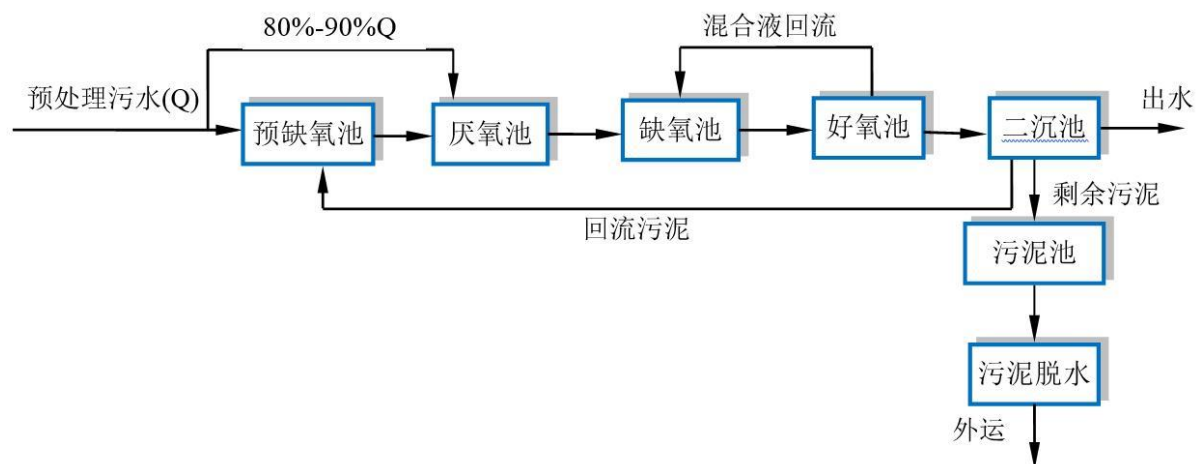 80%-90%Q
混合液回流
预处理污水(Q)
出水
预缺氧池
厌氧池
缺氧池
好氧池
二沉池
剩余污泥
回流污泥
污泥池
污泥脱水
外运